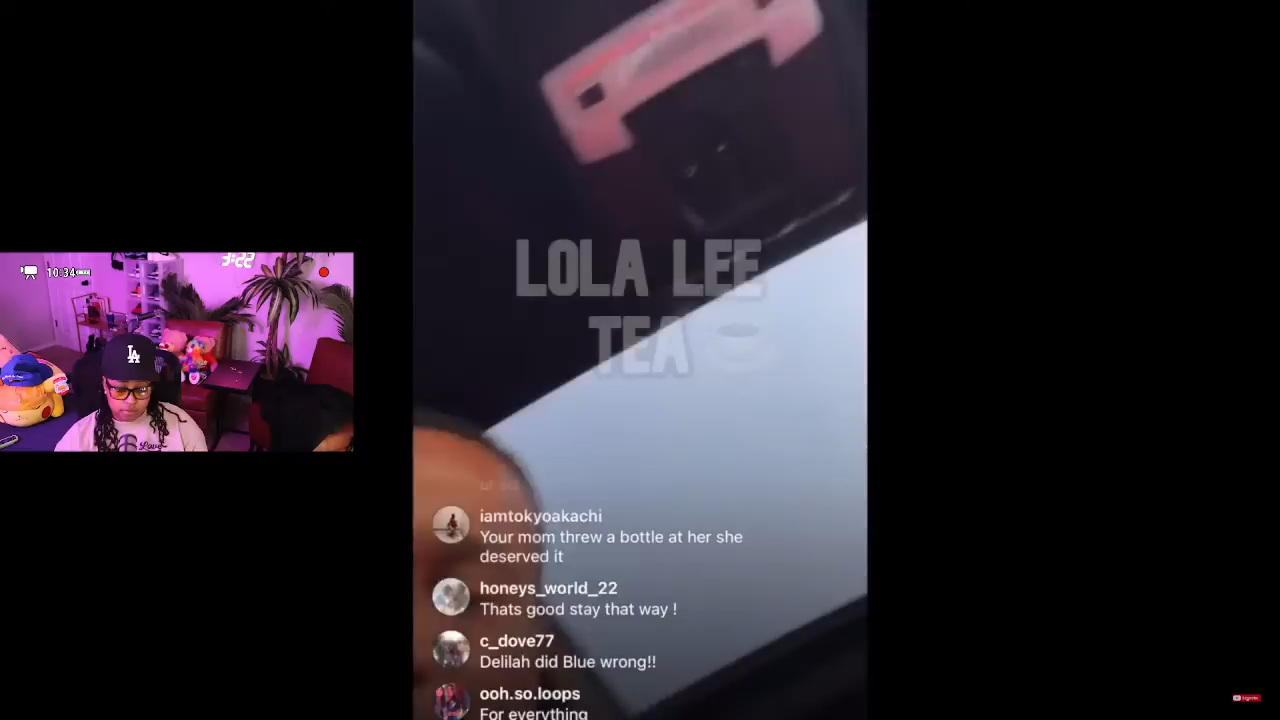 3:22
10:34
LA
Love
LOLA LEE
TEA
iamtokyoakachi
Your mom threw a bottle at her she
deserved it
honeys_world_22
Thats good stay that way !
c_dove77
Delilah did Blue wrong!!
ooh.so.loops
For everything